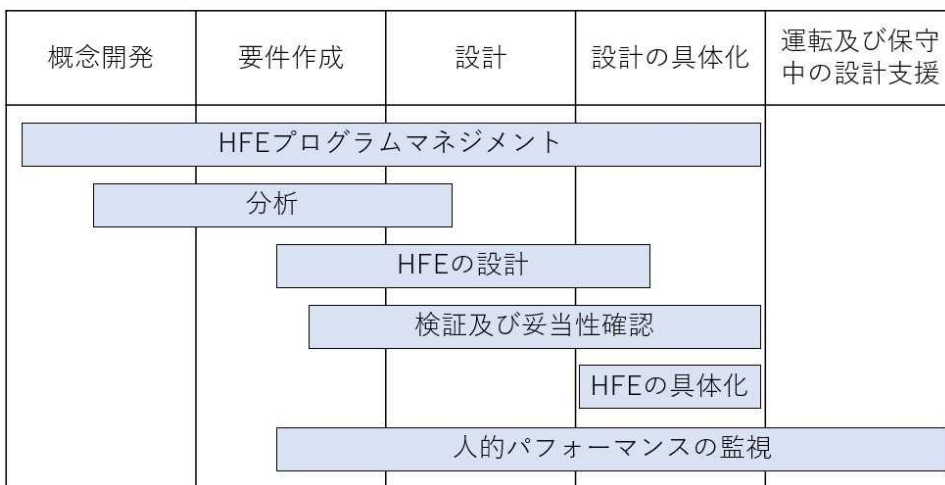 概念開発
要件作成
設計
設計の具体化
運転及び保守
中の設計支援
HFEプログラムマネジメント
分析
HFEの設計
検証及び妥当性確認
HFEの具体化
人的パフォーマンスの監視